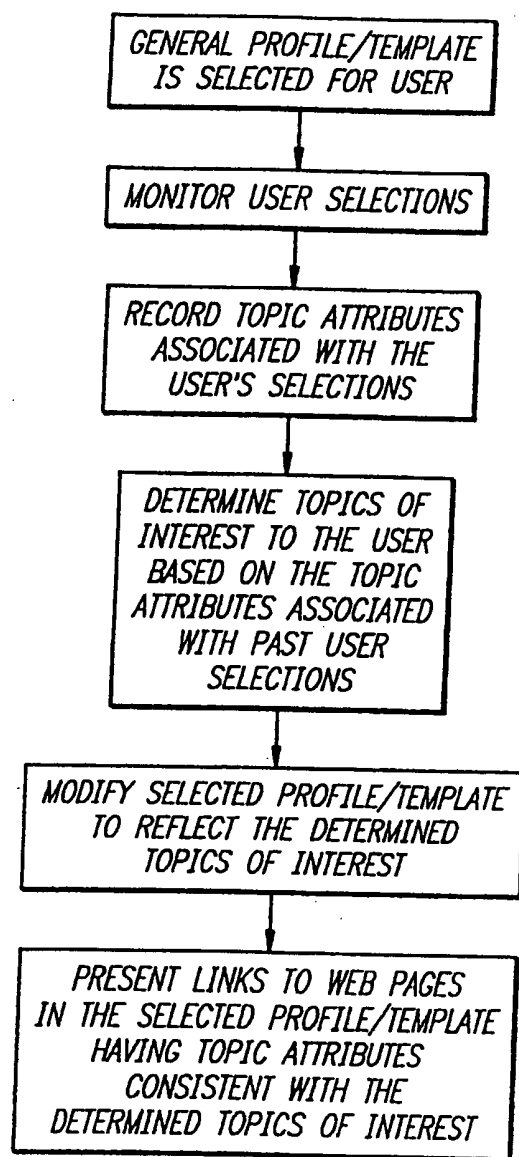 GENERAL PROFILE/TEMPLATE
IS SELECTED FOR USER
MONITOR USER SELECTIONS
RECORD TOPIC ATTRIBUTES
ASSOCIATED WITH THE
USER'S SELECTIONS
DETERMINE TOPICS OF
INTEREST TO THE USER
BASED ON THE TOPIC
ATTRIBUTES ASSOCIATED
WITH PAST USER
SELECTIONS
MODIFY SELECTED PROFILE/TEMPLATE
TO REFLECT THE DETERMINED
TOPICS OF INTEREST
PRESENT LINKS TO WEB PAGES
IN THE SELECTED PROFILE/TEMPLATE
HAVING TOPIC ATTRIBUTES
CONSISTENT WITH THE
DETERMINED TOPICS OF INTEREST